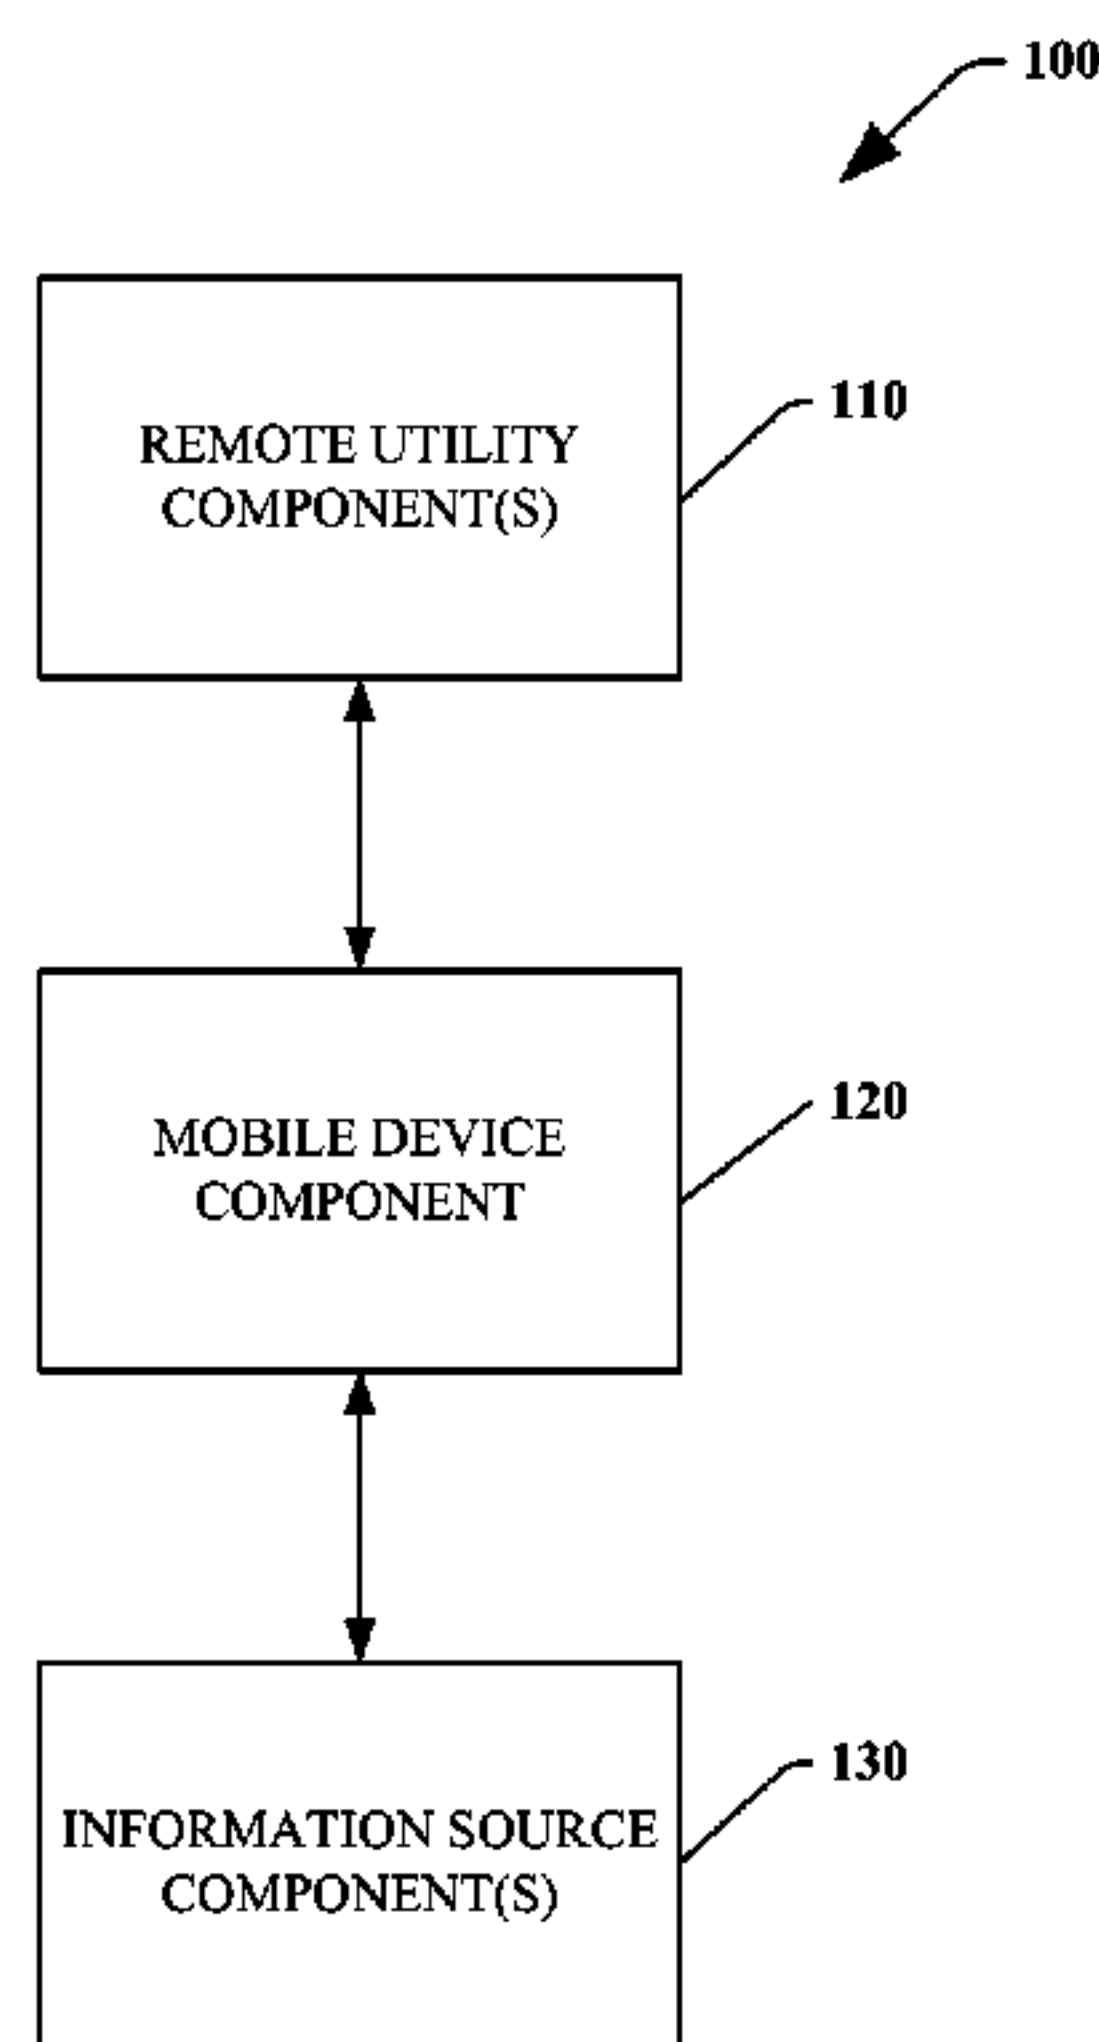 100
REMOTE UTILITY
COMPONENT(S)
110
MOBILE DEVICE
COMPONENT
120
INFORMATION SOURCE
COMPONENT(S)
130